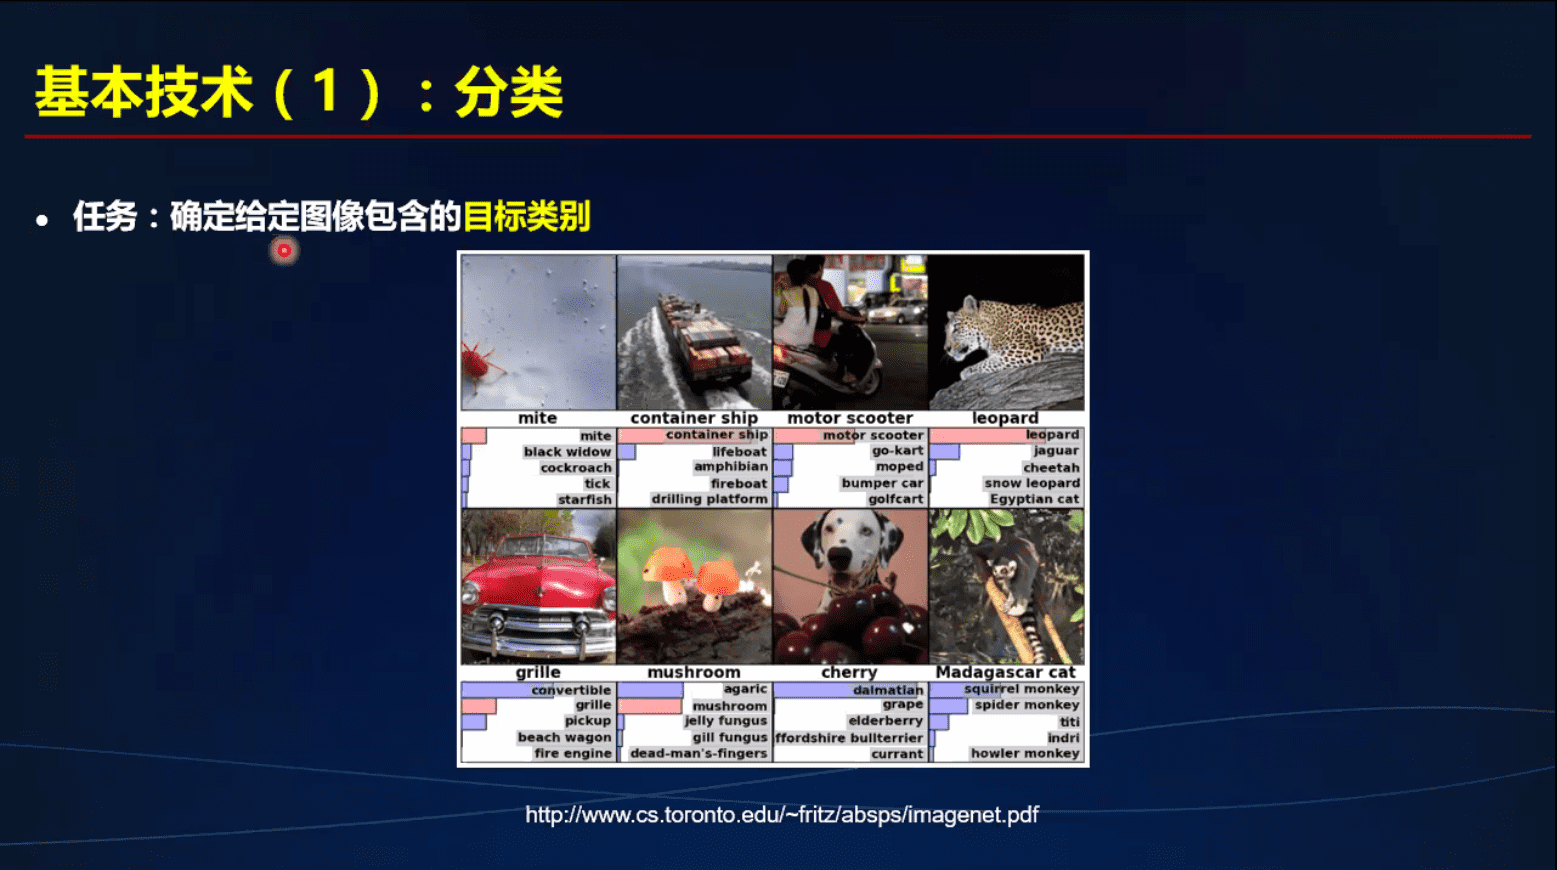 基本技术（1）：分类
• 任务：确定给定图像包含的目标类别
mite container ship motor scooter leopard
mite container ship motor scooter leopard
black widow lifeboat go-kart jaguar
cockroach amphibian moped cheetah
tick fireboat bumper car snow leopard
starfish drilling platform golfcart Egyptian cat
grille mushroom cherry Madagascar cat
convertible agaric dalmatian squirrel monkey
grille mushroom grape spider monkey
pickup jelly fungus elderberry titi
beach wagon gill fungus ffordshire bullterrier indri
fire engine dead-man's-fingers currant howler monkey
http://www.cs.toronto.edu/~fritz/absps/imagenet.pdf